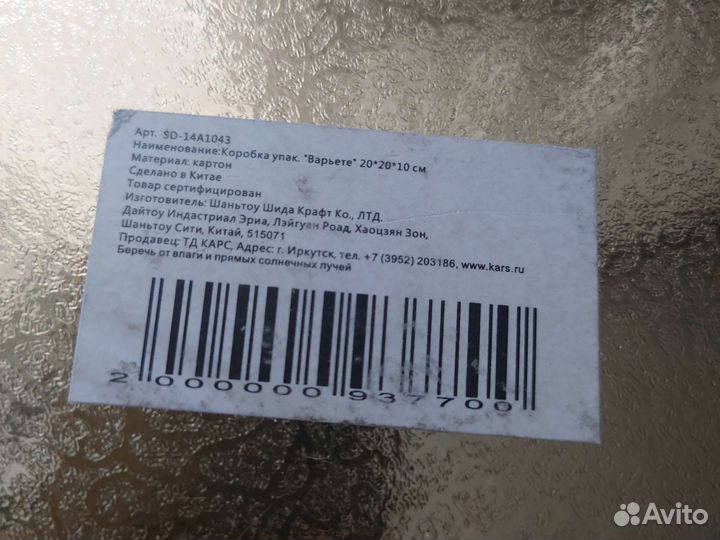 Арт. SD-14A1043
Наименование:Коробка упак. "Варьете" 20*20*10 см
Материал: картон
Сделано в Китае
Товар сертифицирован
Изготовитель: Шаньтоу Шида Крафт Ко., ЛТД,
Дайтоу Индастриал Эриа, Лэйгуан Роад, Хаоцзян Зон,
Шаньтоу Сити, Китай, 515071
Продавец: ТД КАРС, Адрес: г. Иркутск, тел. +7 (3952) 203186, www.kars.ru
Беречь от влаги и прямых солнечных лучей
2 000000 937700
Avito